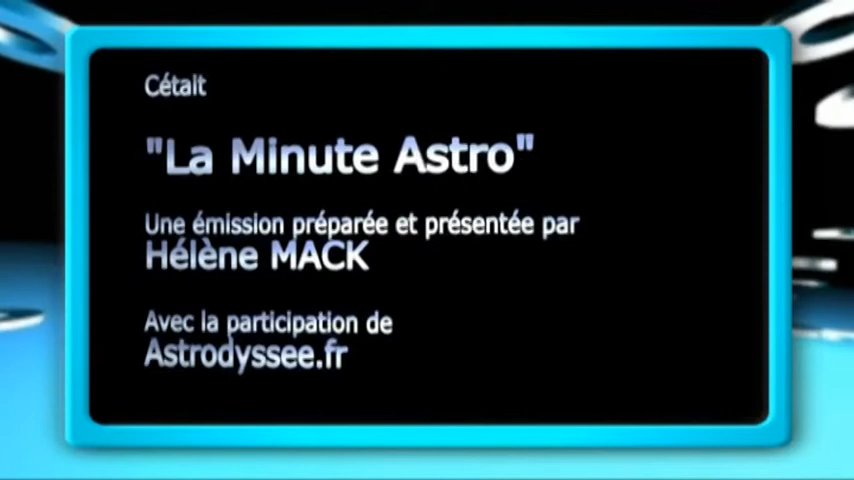 Cétait
"La Minute Astro"
Une émission préparée et présentée par
Hélène MACK
Avec la participation de
Astrodyssee.fr